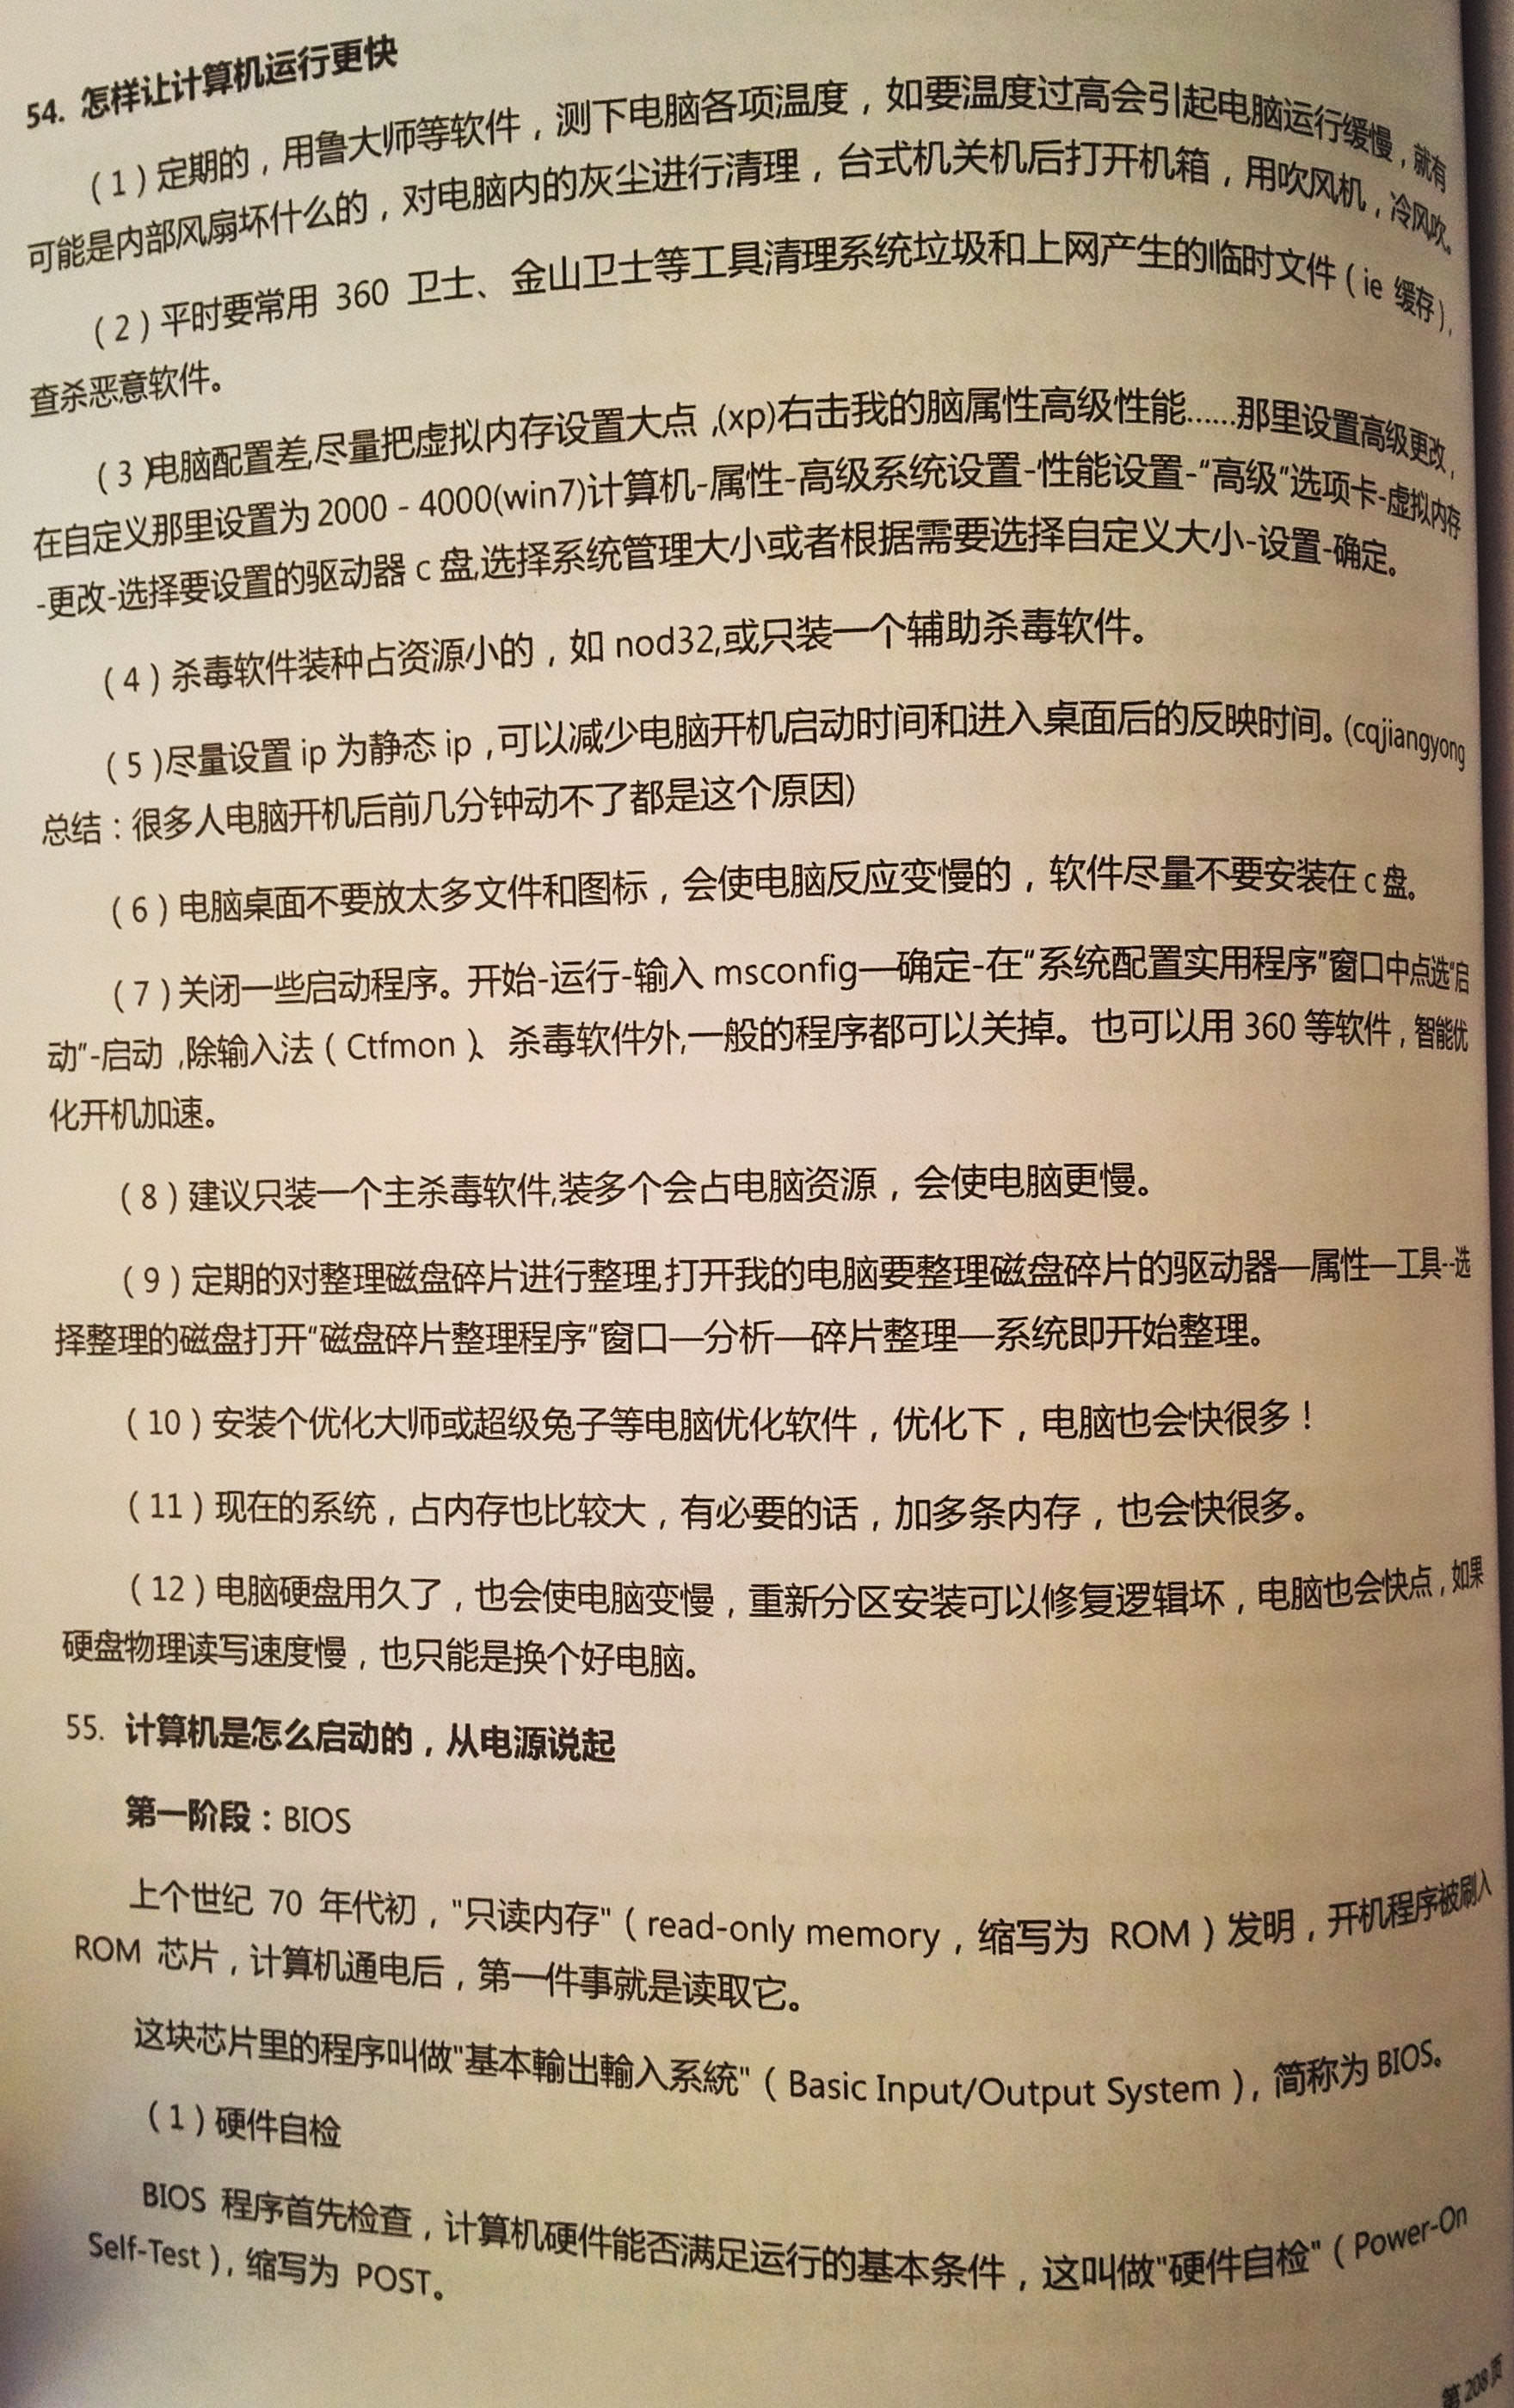 54. 怎样让计算机运行更快
（1）定期的，用鲁大师等软件，测下电脑各项温度，如要温度过高会引起电脑运行缓慢，就有
可能是内部风扇坏什么的，对电脑内的灰尘进行清理，台式机关机后打开机箱，用吹风机，冷风吹。
（2）平时要常用 360 卫士、金山卫士等工具清理系统垃圾和上网产生的临时文件（ie 缓存），
查杀恶意软件。
（3）电脑配置差,尽量把虚拟内存设置大点,(xp)右击我的脑属性高级性能......那里设置高级更改，
在自定义那里设置为 2000 - 4000(win7)计算机-属性-高级系统设置-性能设置-“高级”选项卡-虚拟内存
-更改-选择要设置的驱动器 c 盘,选择系统管理大小或者根据需要选择自定义大小-设置-确定。
（4）杀毒软件装种占资源小的，如 nod32,或只装一个辅助杀毒软件。
（5）尽量设置 ip 为静态 ip ,可以减少电脑开机启动时间和进入桌面后的反映时间。(cqjiangyong
总结：很多人电脑开机后前几分钟动不了都是这个原因)
（6）电脑桌面不要放太多文件和图标，会使电脑反应变慢的，软件尽量不要安装在 c 盘。
（7）关闭一些启动程序。开始-运行-输入 msconfig—确定-在“系统配置实用程序”窗口中点选“启
动”-启动 ,除输入法（Ctfmon）、杀毒软件外,一般的程序都可以关掉。也可以用 360 等软件，智能优
化开机加速。
（8）建议只装一个主杀毒软件,装多个会占电脑资源，会使电脑更慢。
（9）定期的对整理磁盘碎片进行整理,打开我的电脑要整理磁盘碎片的驱动器—属性—工具--选
择整理的磁盘打开“磁盘碎片整理程序”窗口—分析—碎片整理—系统即开始整理。
（10）安装个优化大师或超级兔子等电脑优化软件，优化下，电脑也会快很多！
（11）现在的系统，占内存也比较大，有必要的话，加多条内存，也会快很多。
（12）电脑硬盘用久了，也会使电脑变慢，重新分区安装可以修复逻辑坏，电脑也会快点，如果
硬盘物理读写速度慢，也只能是换个好电脑。
55. 计算机是怎么启动的，从电源说起
第一阶段：BIOS
上个世纪 70 年代初，"只读内存"（read-only memory，缩写为 ROM）发明，开机程序被刷入
ROM 芯片，计算机通电后，第一件事就是读取它。
这块芯片里的程序叫做"基本輸出輸入系統"（Basic Input/Output System），简称为 BIOS。
（1）硬件自检
BIOS 程序首先检查，计算机硬件能否满足运行的基本条件，这叫做"硬件自检"（Power-On
Self-Test），缩写为 POST。
第 208 页